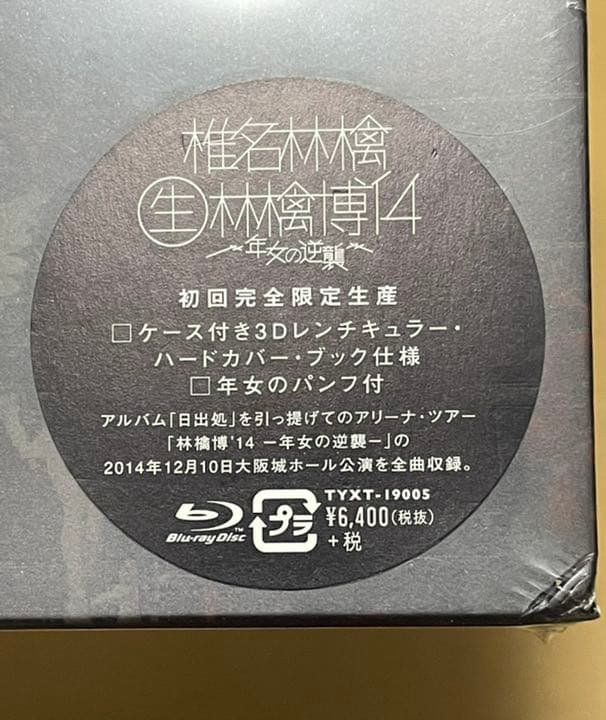 椎名林檎
生林檎博'14
年女の逆襲
初回完全限定生産
□ケース付き3Dレンチキュラー・
ハードカバー・ブック仕様
□年女のパンフ付
アルバム「日出処」を引っ提げてのアリーナ・ツアー
「林檎博'14 ー年女の逆襲ー」の
2014年12月10日大阪城ホール公演を全曲収録。
TYXT-19005
Blu-ray Disc™ プラ ¥6,400(税抜)
+税